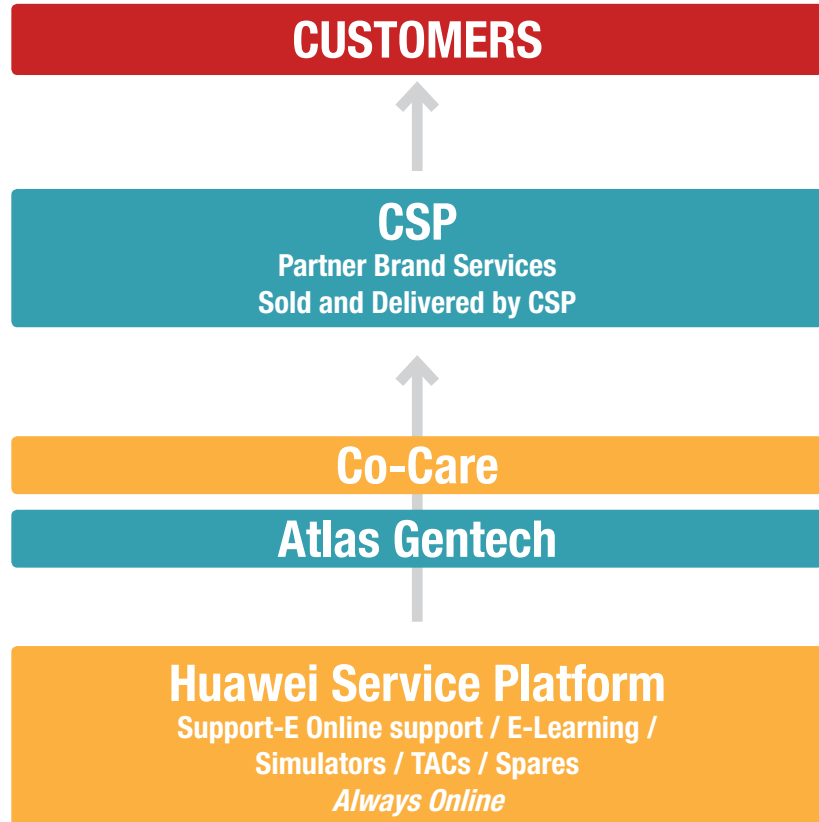 CUSTOMERS
CSP
Partner Brand Services
Sold and Delivered by CSP
Co-Care
Atlas Gentech
Huawei Service Platform
Support-E Online support / E-Learning /
Simulators / TACs / Spares
Always Online